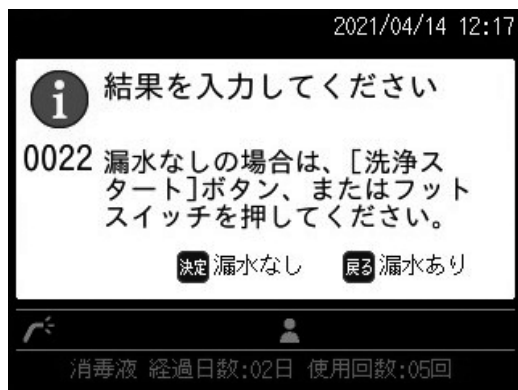 2021/04/14 12:17
i 結果を入力してください
0022 漏水なしの場合は、[洗浄ス
タート]ボタン、またはフット
スイッチを押してください。
決定 漏水なし 戻る 漏水あり
消毒液 経過日数:02日 使用回数:05回